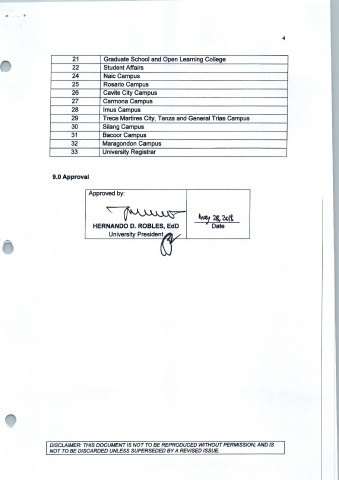 4
21 Graduate School and Open Learning College
22 Student Affairs
24 Naic Campus
25 Rosario Campus
26 Cavite City Campus
27 Carmona Campus
28 Imus Campus
29 Trece Martires City, Tanza and General Trias Campus
30 Silang Campus
31 Bacoor Campus
32 Maragondon Campus
33 University Registrar
9.0 Approval
Approved by:
HERNANDO D. ROBLES, EdD
University President
May 28, 2018
Date
DISCLAIMER: THIS DOCUMENT IS NOT TO BE REPRODUCED WITHOUT PERMISSION; AND IS
NOT TO BE DISCARDED UNLESS SUPERSEDED BY A REVISED ISSUE.